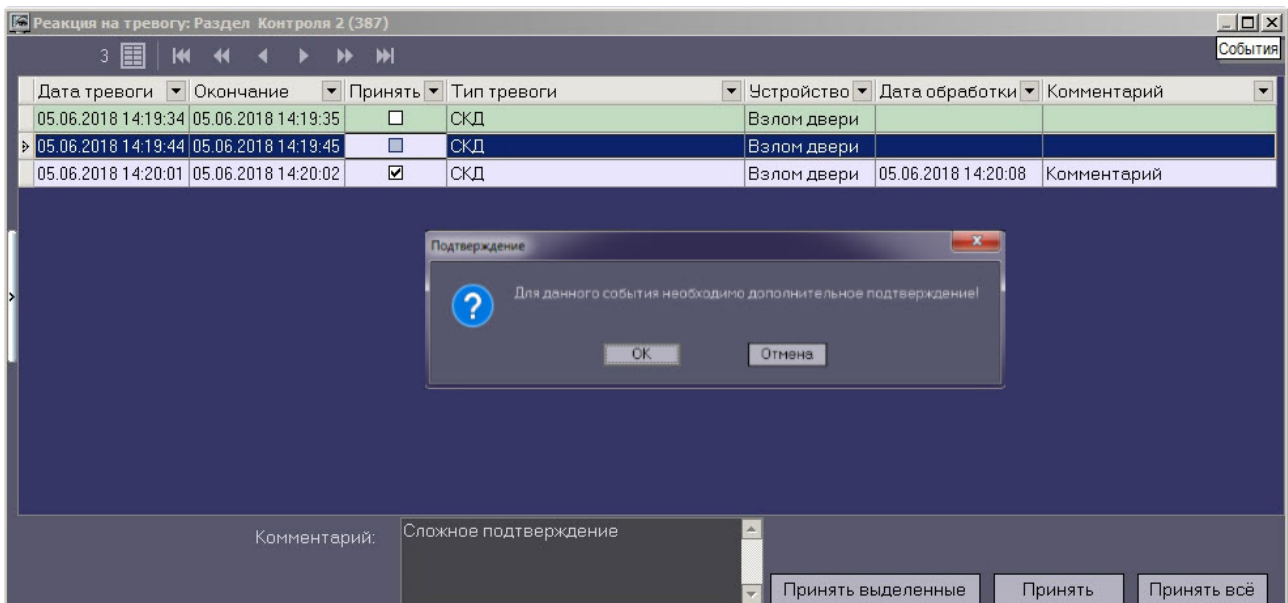 Реакция на тревогу: Раздел Контроля 2 (387)
События
3
Дата тревоги Окончание Принять Тип тревоги Устройство Дата обработки Комментарий
05.06.2018 14:19:34 05.06.2018 14:19:35 СКД Взлом двери
05.06.2018 14:19:44 05.06.2018 14:19:45 СКД Взлом двери
05.06.2018 14:20:01 05.06.2018 14:20:02 СКД Взлом двери 05.06.2018 14:20:08 Комментарий
Подтверждение
Для данного события необходимо дополнительное подтверждение!
OK Отмена
Комментарий: Сложное подтверждение
Принять выделенные Принять Принять всё